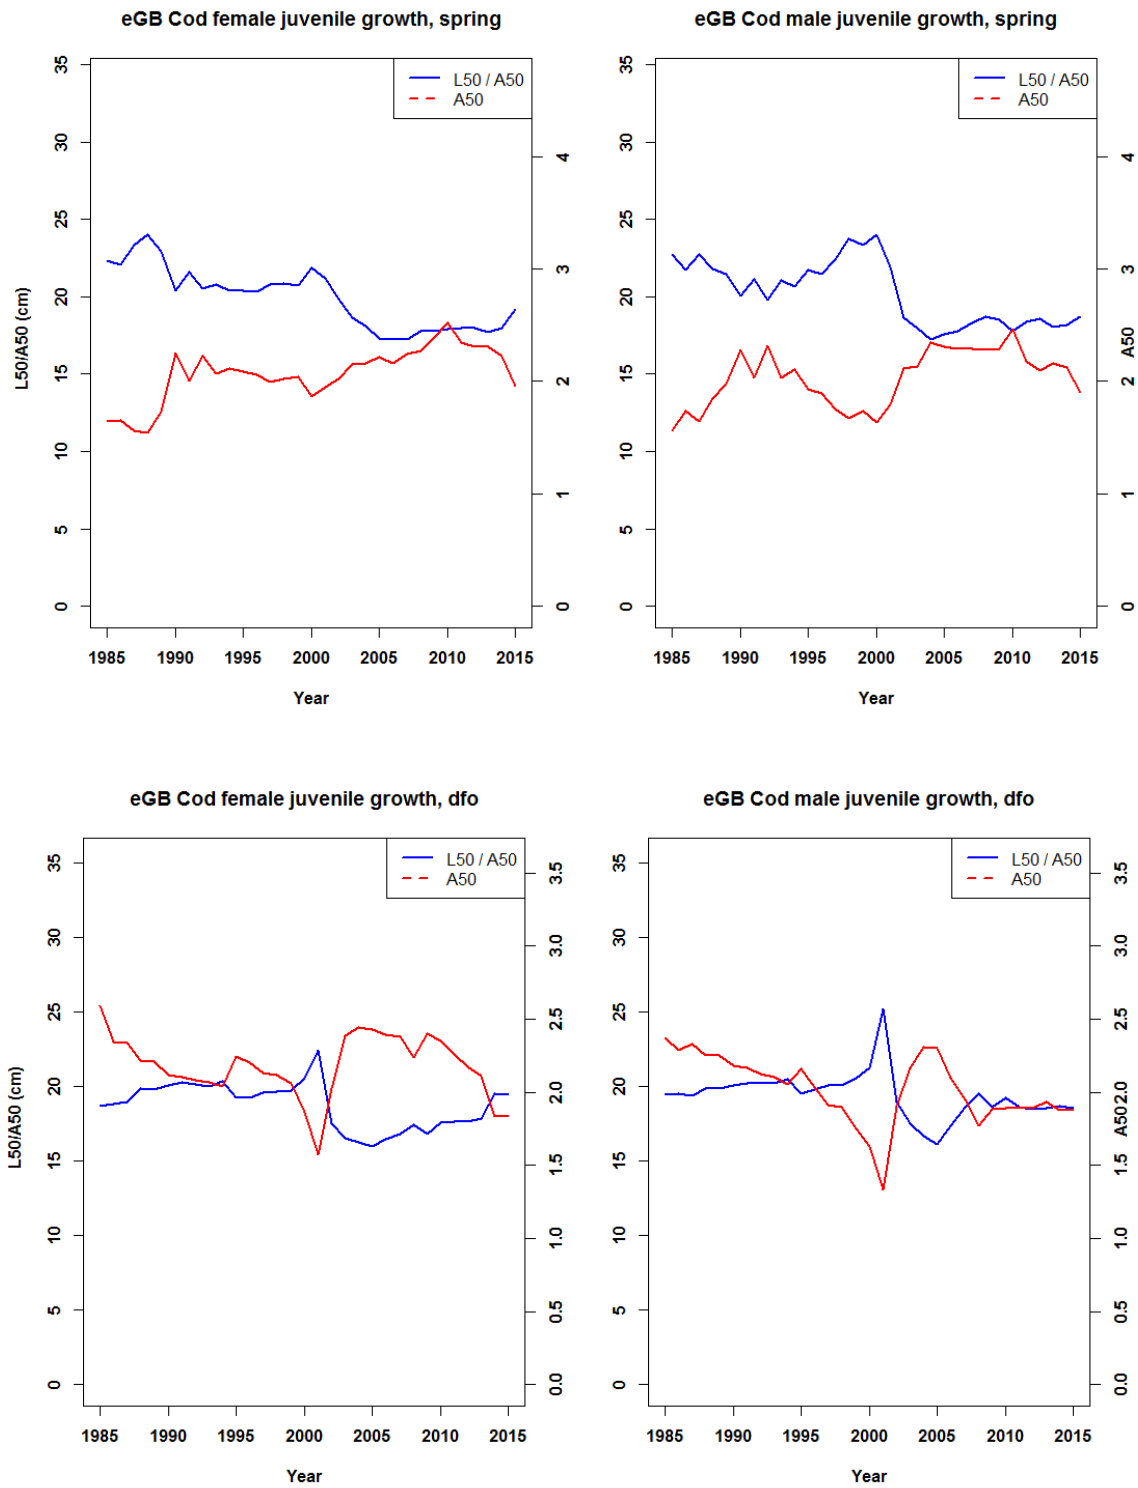 eGB Cod female juvenile growth, spring
L50 / A50
A50
35
30
25
20
15
10
5
0
L50/A50 (cm)
4
3
2
1
0
1985 1990 1995 2000 2005 2010 2015
Year
eGB Cod male juvenile growth, spring
L50 / A50
A50
35
30
25
20
15
10
5
0
4
3
2
1
0
A50
1985 1990 1995 2000 2005 2010 2015
Year
eGB Cod female juvenile growth, dfo
L50 / A50
A50
35
30
25
20
15
10
5
0
L50/A50 (cm)
3.5
3.0
2.5
2.0
1.5
1.0
0.5
0.0
1985 1990 1995 2000 2005 2010 2015
Year
eGB Cod male juvenile growth, dfo
L50 / A50
A50
35
30
25
20
15
10
5
0
3.5
3.0
2.5
2.0
1.5
1.0
0.5
0.0
A50
1985 1990 1995 2000 2005 2010 2015
Year